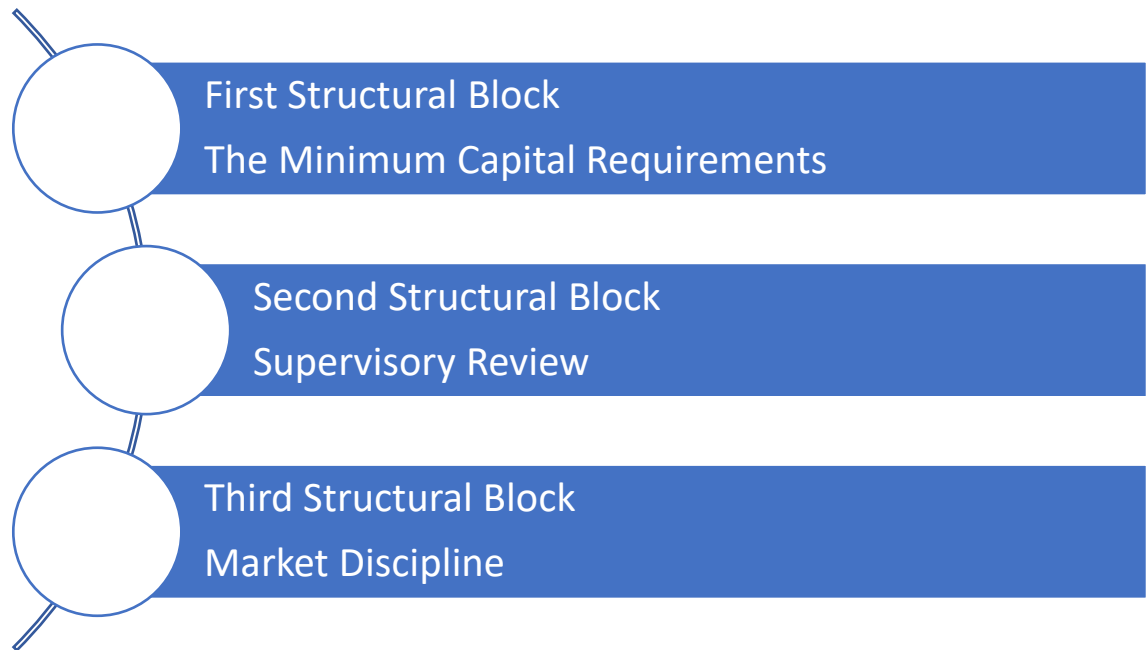 First Structural Block
The Minimum Capital Requirements
Second Structural Block
Supervisory Review
Third Structural Block
Market Discipline